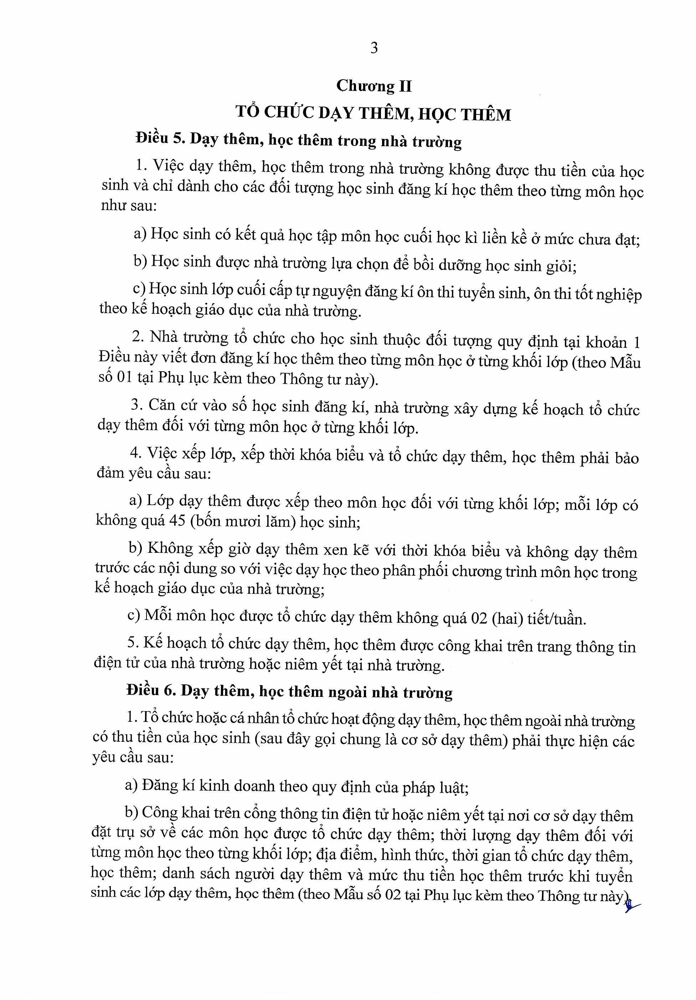 3
Chương II
TỔ CHỨC DẠY THÊM, HỌC THÊM
Điều 5. Dạy thêm, học thêm trong nhà trường
1. Việc dạy thêm, học thêm trong nhà trường không được thu tiền của học
sinh và chỉ dành cho các đối tượng học sinh đăng kí học thêm theo từng môn học
như sau:
a) Học sinh có kết quả học tập môn học cuối học kì liền kề ở mức chưa đạt;
b) Học sinh được nhà trường lựa chọn để bồi dưỡng học sinh giỏi;
c) Học sinh lớp cuối cấp tự nguyện đăng kí ôn thi tuyển sinh, ôn thi tốt nghiệp
theo kế hoạch giáo dục của nhà trường.
2. Nhà trường tổ chức cho học sinh thuộc đối tượng quy định tại khoản 1
Điều này viết đơn đăng kí học thêm theo từng môn học ở từng khối lớp (theo Mẫu
số 01 tại Phụ lục kèm theo Thông tư này).
3. Căn cứ vào số học sinh đăng kí, nhà trường xây dựng kế hoạch tổ chức
dạy thêm đối với từng môn học ở từng khối lớp.
4. Việc xếp lớp, xếp thời khóa biểu và tổ chức dạy thêm, học thêm phải bảo
đảm yêu cầu sau:
a) Lớp dạy thêm được xếp theo môn học đối với từng khối lớp; mỗi lớp có
không quá 45 (bốn mươi lăm) học sinh;
b) Không xếp giờ dạy thêm xen kẽ với thời khóa biểu và không dạy thêm
trước các nội dung so với việc dạy học theo phân phối chương trình môn học trong
kế hoạch giáo dục của nhà trường;
c) Mỗi môn học được tổ chức dạy thêm không quá 02 (hai) tiết/tuần.
5. Kế hoạch tổ chức dạy thêm, học thêm được công khai trên trang thông tin
điện tử của nhà trường hoặc niêm yết tại nhà trường.
Điều 6. Dạy thêm, học thêm ngoài nhà trường
1. Tổ chức hoặc cá nhân tổ chức hoạt động dạy thêm, học thêm ngoài nhà trường
có thu tiền của học sinh (sau đây gọi chung là cơ sở dạy thêm) phải thực hiện các
yêu cầu sau:
a) Đăng kí kinh doanh theo quy định của pháp luật;
b) Công khai trên cổng thông tin điện tử hoặc niêm yết tại nơi cơ sở dạy thêm
đặt trụ sở về các môn học được tổ chức dạy thêm; thời lượng dạy thêm đối với
từng môn học theo từng khối lớp; địa điểm, hình thức, thời gian tổ chức dạy thêm,
học thêm; danh sách người dạy thêm và mức thu tiền học thêm trước khi tuyển
sinh các lớp dạy thêm, học thêm (theo Mẫu số 02 tại Phụ lục kèm theo Thông tư này)